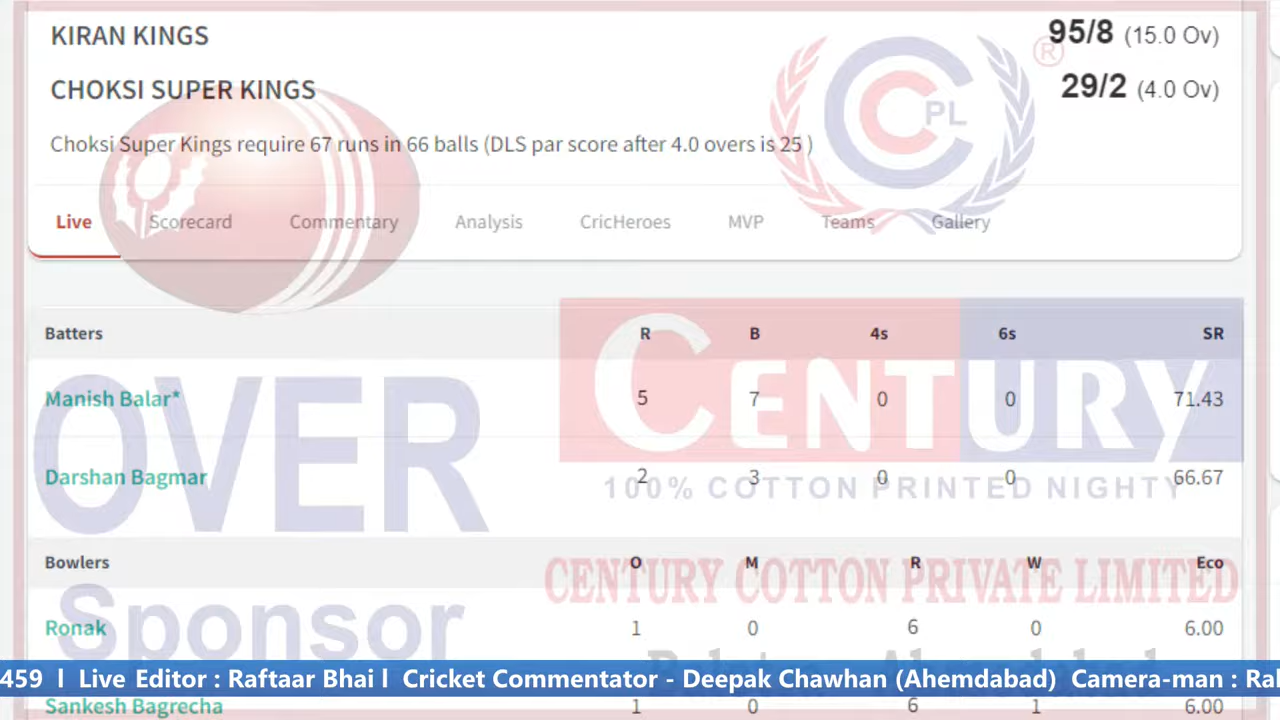 KIRAN KINGS 95/8 (15.0 Ov)
CHOKSI SUPER KINGS 29/2 (4.0 Ov)
Choksi Super Kings require 67 runs in 66 balls (DLS par score after 4.0 overs is 25 )
CPL ®
Live Scorecard Commentary Analysis CricHeroes MVP Teams Gallery
Batters R B 4s 6s SR
Manish Balar* 5 7 0 0 71.43
Darshan Bagmar 2 3 0 0 66.67
OVER
CENTURY
100% COTTON PRINTED NIGHTY
Bowlers O M R W Eco
CENTURY COTTON PRIVATE LIMITED
Sponsor
Ronak 1 0 6 0 6.00
459 l Live Editor : Raftaar Bhai l Cricket Commentator - Deepak Chawhan (Ahemdabad) Camera-man : Ra
Sankesh Bagrecha 1 0 6 1 6.00